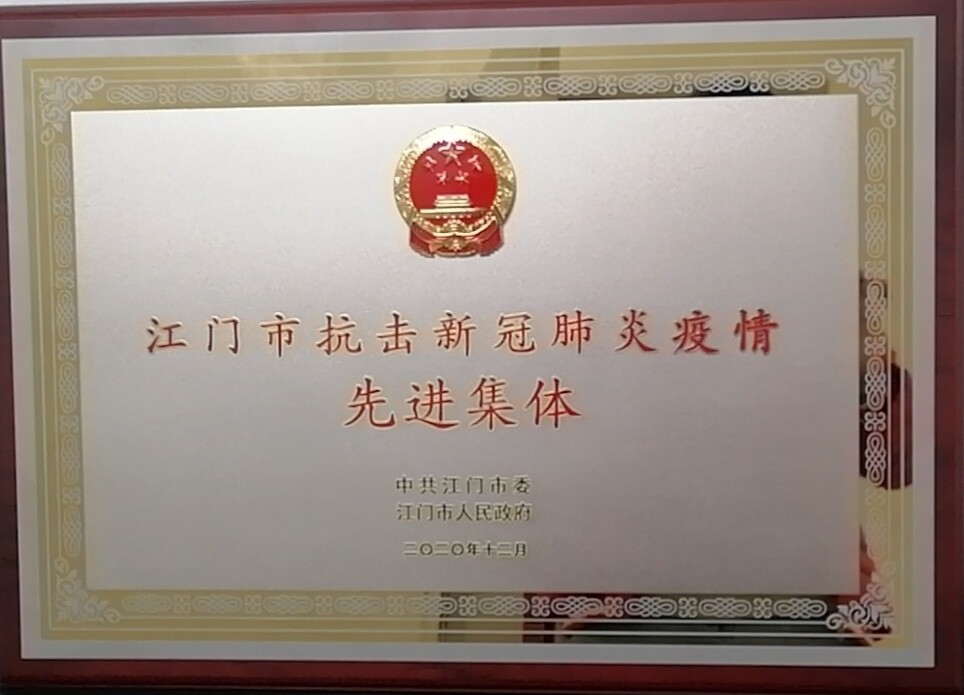 江门市抗击新冠肺炎疫情
先进集体
中共江门市委
江门市人民政府
二〇二〇年十二月